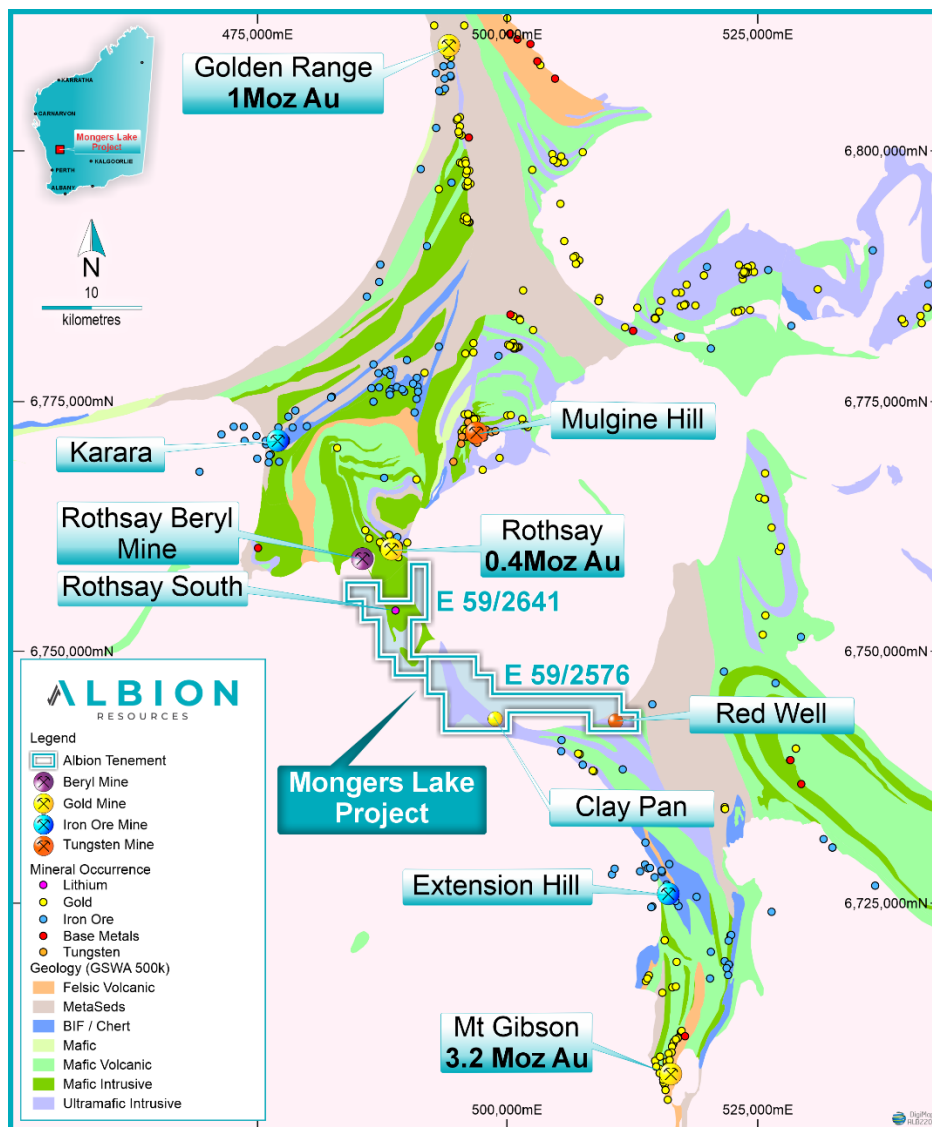 475,000mE
500,000mE
525,000mE
Golden Range
1Moz Au
KARRATHA
CARNARVON
Mongers Lake
Project
KALGOORLIE
PERTH
ALBANY
6,800,000mN
N
10
kilometres
6,775,000mN
6,775,000mN
Karara
Mulgine Hill
Rothsay Beryl
Mine
Rothsay
0.4Moz Au
Rothsay South
E 59/2641
6,750,000mN
6,750,000mN
E 59/2576
Red Well
Mongers Lake
Project
Clay Pan
Extension Hill
6,725,000mN
Mt Gibson
3.2 Moz Au
500,000mE
525,000mE
ALBION
RESOURCES
Legend
Albion Tenement
Beryl Mine
Gold Mine
Iron Ore Mine
Tungsten Mine
Mineral Occurrence
Lithium
Gold
Iron Ore
Base Metals
Tungsten
Geology (GSWA 500k)
Felsic Volcanic
MetaSeds
BIF / Chert
Mafic
Mafic Volcanic
Mafic Intrusive
Ultramafic Intrusive